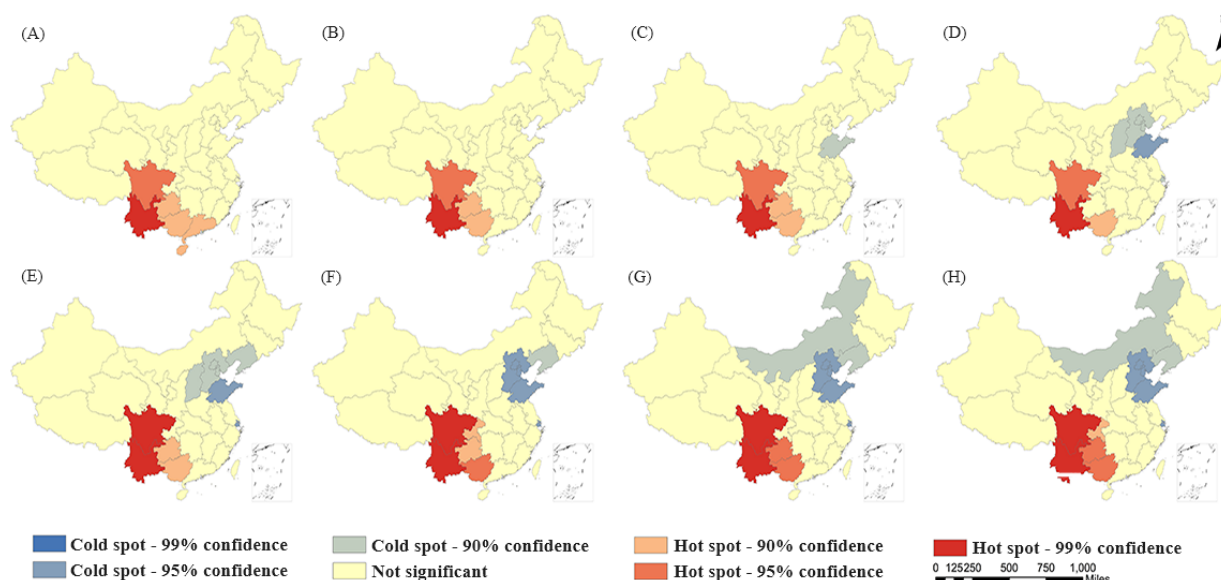 (A)
(B)
(C)
(D)
(E)
(F)
(G)
(H)
Cold spot - 99% confidence
Cold spot - 90% confidence
Hot spot - 90% confidence
Hot spot - 99% confidence
Cold spot - 95% confidence
Not significant
Hot spot - 95% confidence
0 125250 500 750 1,000
Miles